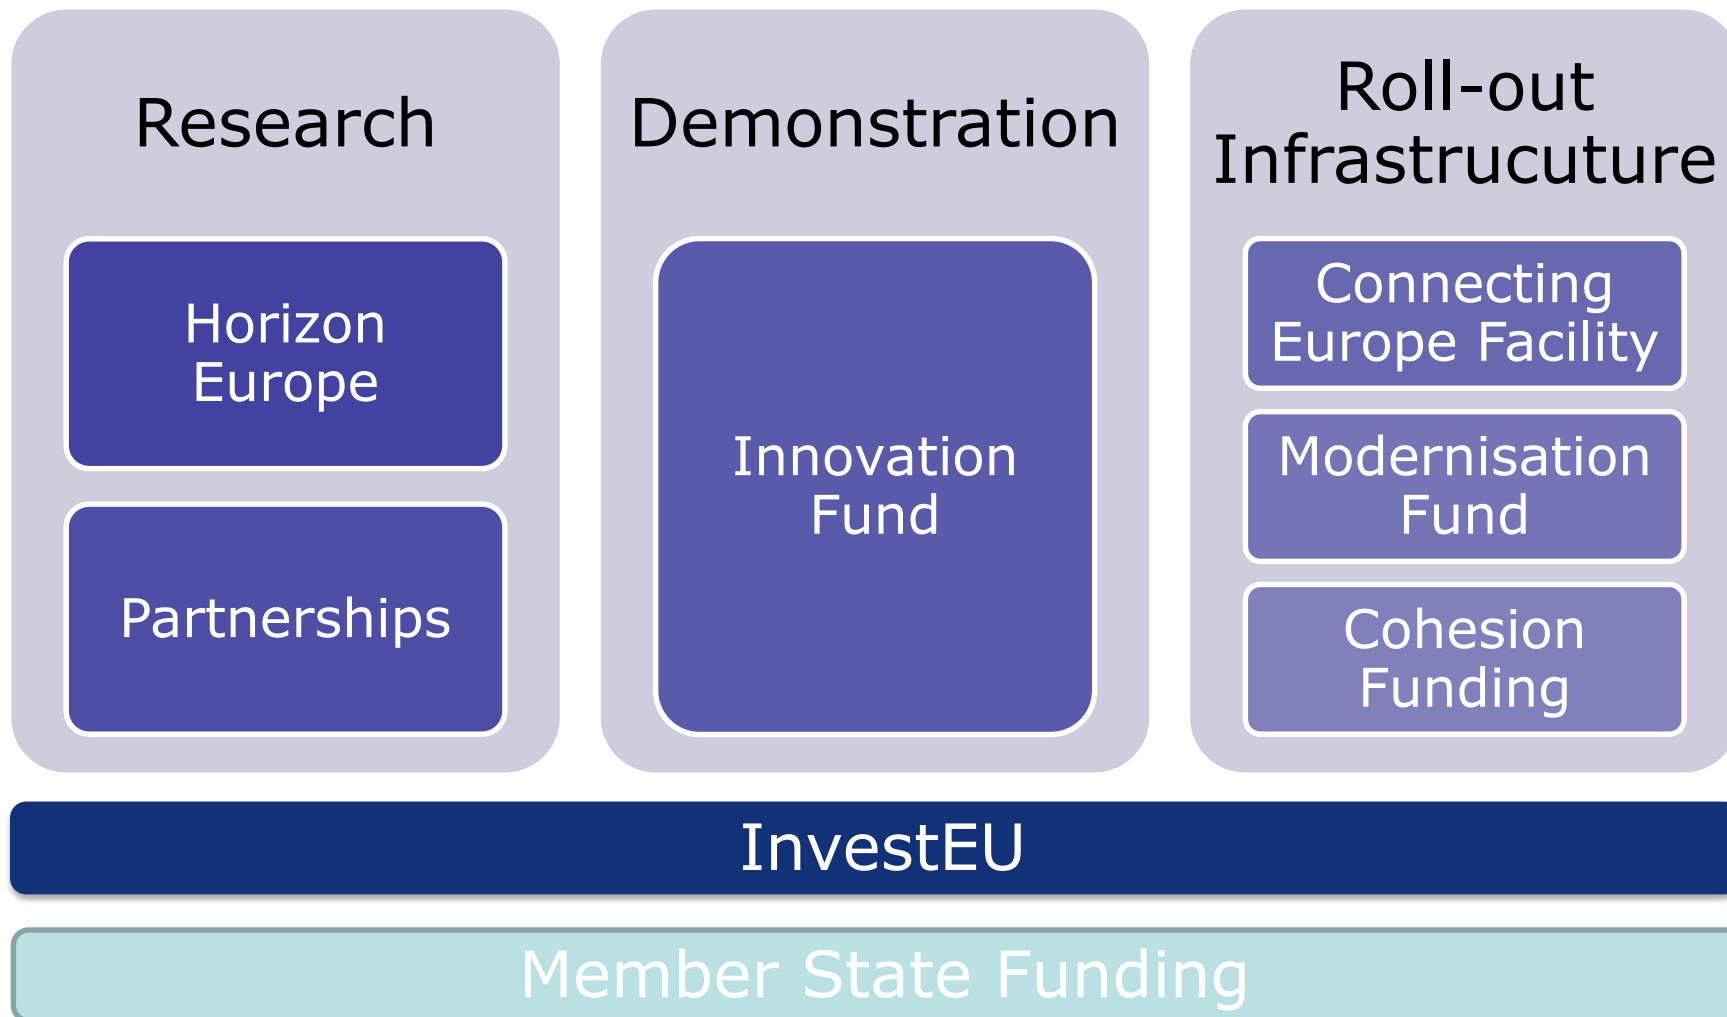 Research
Horizon
Europe
Partnerships
Demonstration
Innovation
Fund
Roll-out
Infrastrucuture
Connecting
Europe Facility
Modernisation
Fund
Cohesion
Funding
InvestEU
Member State Funding